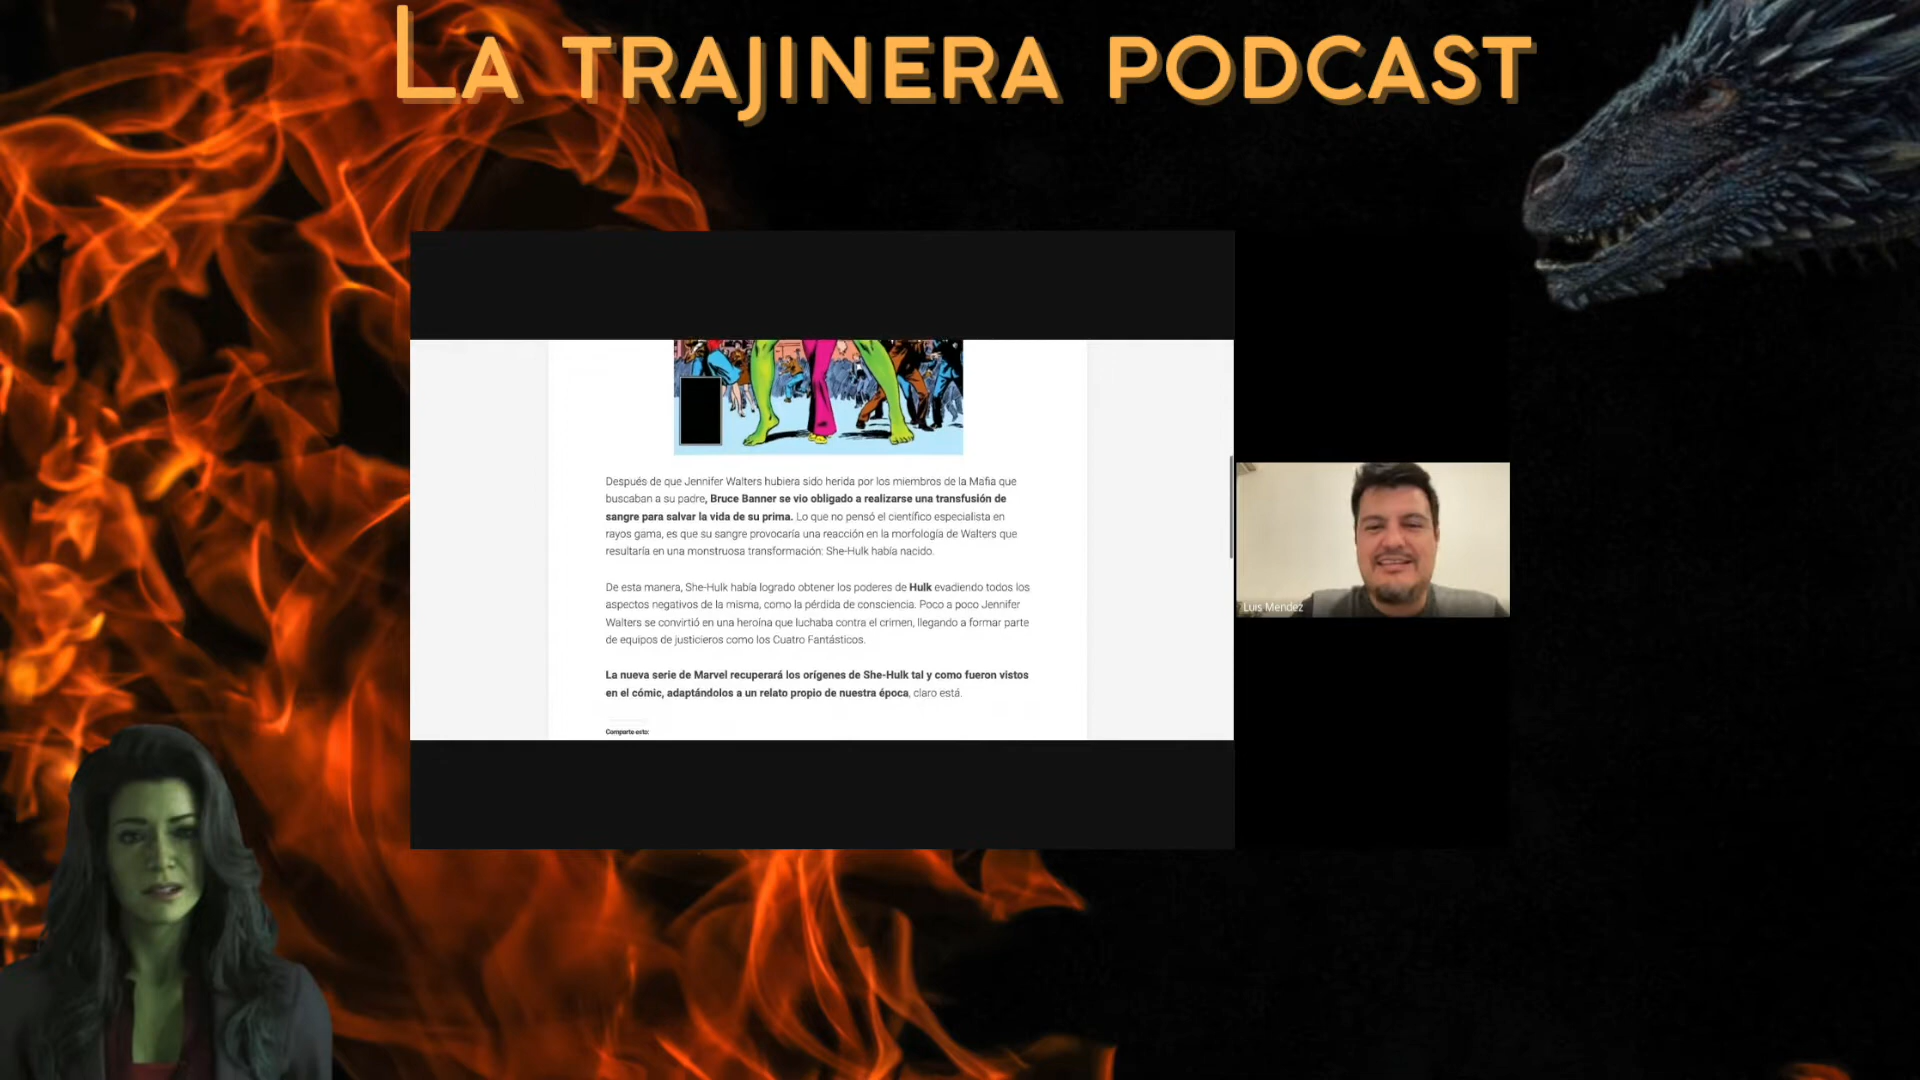 La trajinera podcast
Después de que Jennifer Walters hubiera sido herida por los miembros de la Mafia que
buscaban a su padre, Bruce Banner se vio obligado a realizarse una transfusión de
sangre para salvar la vida de su prima. Lo que no pensó el científico especialista en
rayos gama, es que su sangre provocaría una reacción en la morfología de Walters que
resultaría en una monstruosa transformación: She-Hulk había nacido.
De esta manera, She-Hulk había logrado obtener los poderes de Hulk evadiendo todos los
aspectos negativos de la misma, como la pérdida de consciencia. Poco a poco Jennifer
Walters se convirtió en una heroína que luchaba contra el crimen, llegando a formar parte
de equipos de justicieros como los Cuatro Fantásticos.
La nueva serie de Marvel recuperará los orígenes de She-Hulk tal y como fueron vistos
en el cómic, adaptándolos a un relato propio de nuestra época, claro está.
Comparte esto:
Luis Mendez